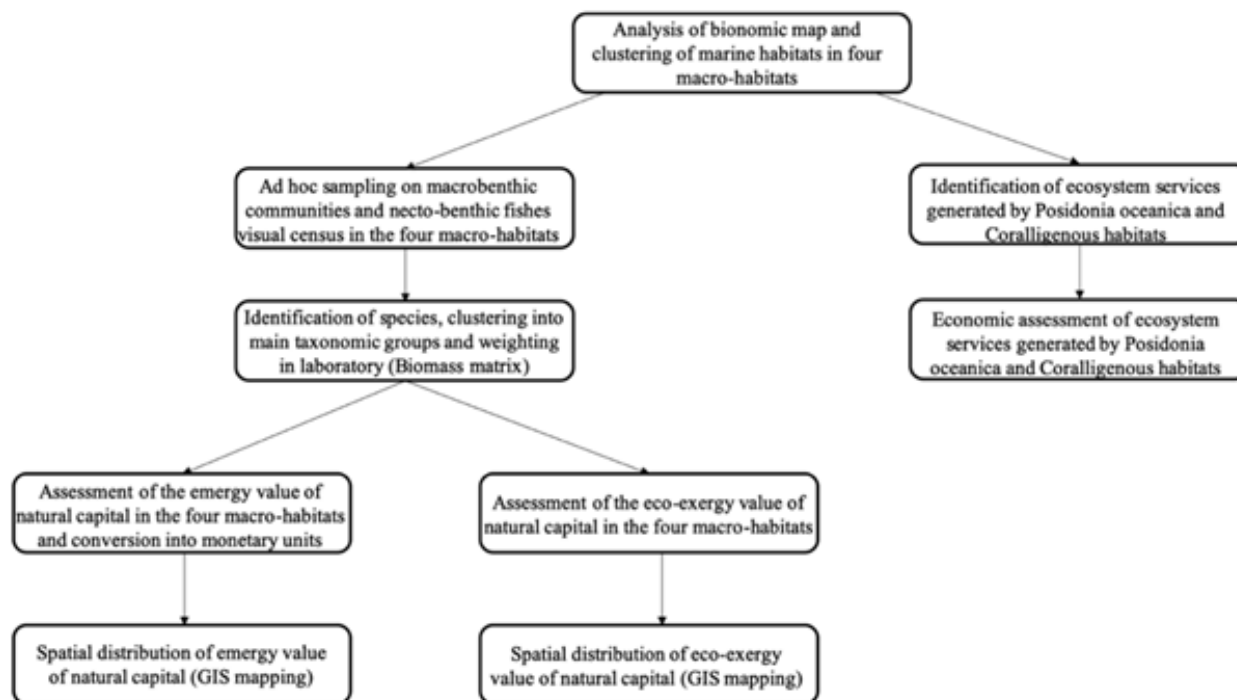 Analysis of bionomic map and
clustering of marine habitats in four
macro-habitats
Ad hoc sampling on macrobenthic
communities and necto-benthic fishes
visual census in the four macro-habitats
Identification of ecosystem services
generated by Posidonia oceanica and
Coralligenous habitats
Identification of species, clustering into
main taxonomic groups and weighting
in laboratory (Biomass matrix)
Economic assessment of ecosystem
services generated by Posidonia
oceanica and Coralligenous habitats
Assessment of the emergy value of
natural capital in the four macro-habitats
and conversion into monetary units
Assessment of the eco-exergy value of
natural capital in the four macro-habitats
Spatial distribution of emergy value
of natural capital (GIS mapping)
Spatial distribution of eco-exergy
value of natural capital (GIS mapping)